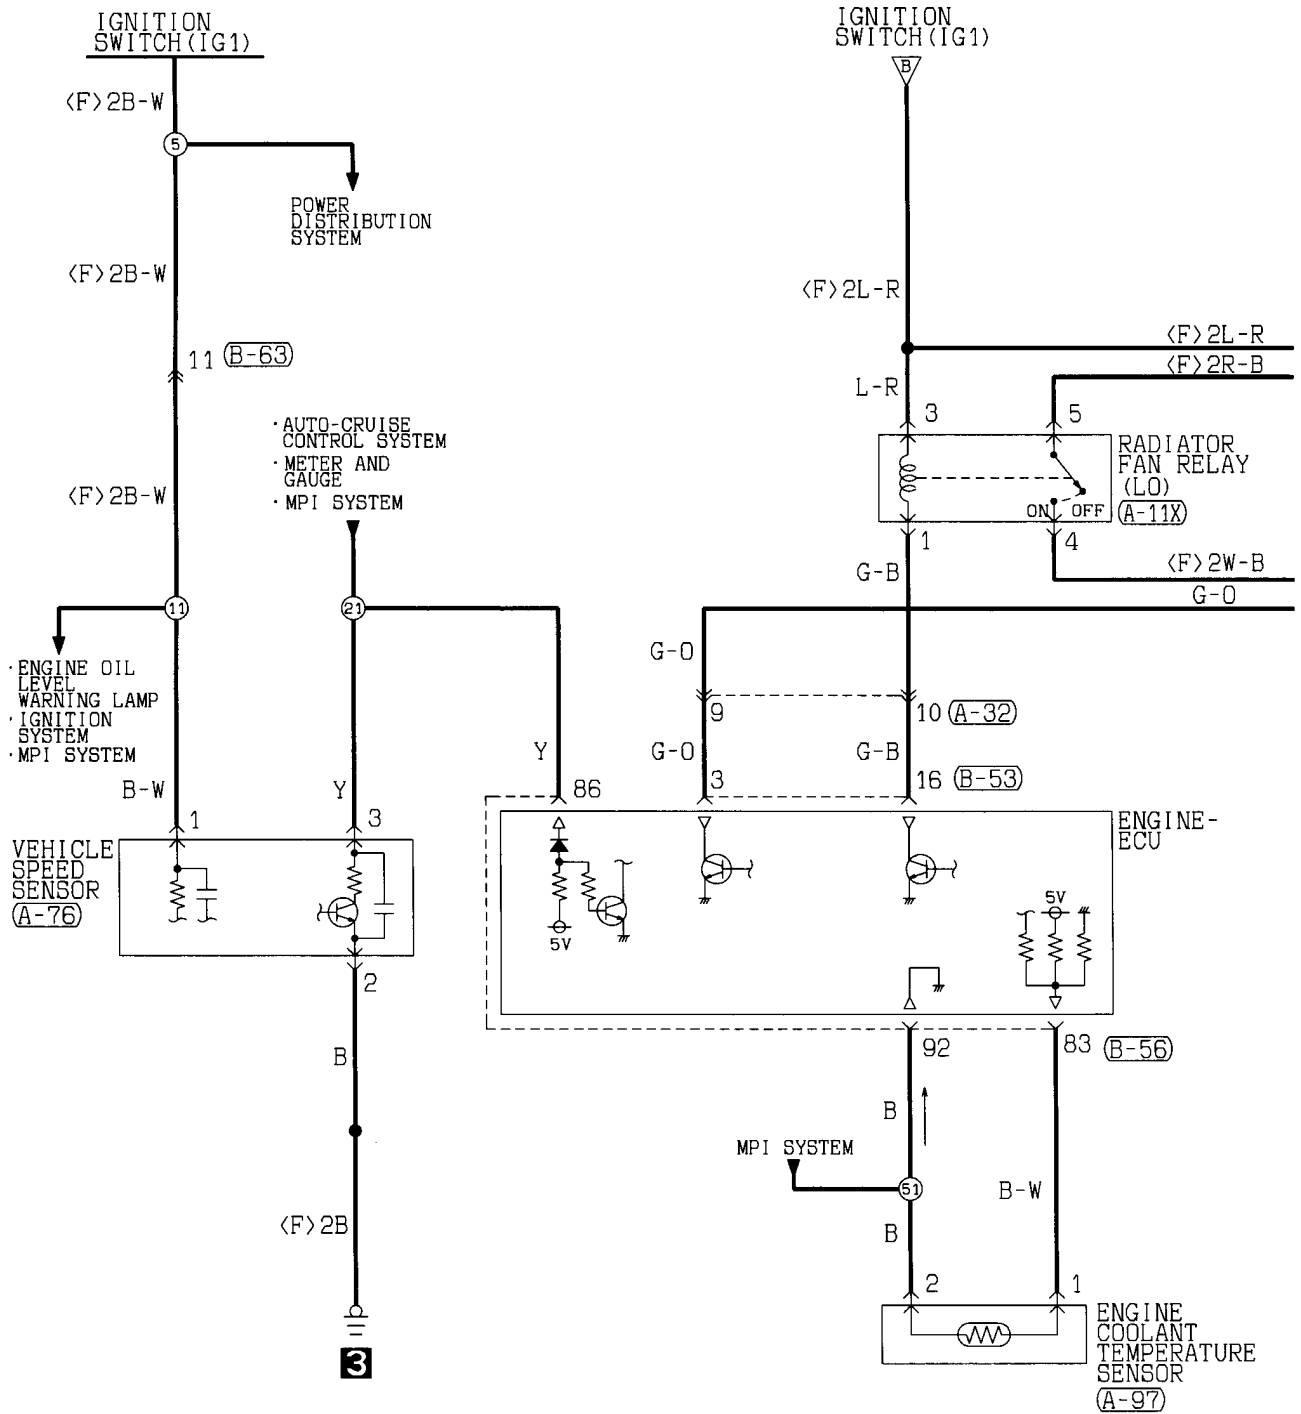 IGNITION
SWITCH(IG1)
<F>2B-W
5
POWER
DISTRIBUTION
SYSTEM
<F>2B-W
11 B-63
<F>2B-W
·AUTO-CRUISE
CONTROL SYSTEM
·METER AND
GAUGE
·MPI SYSTEM
11
21
·ENGINE OIL
LEVEL
WARNING LAMP
·IGNITION
SYSTEM
·MPI SYSTEM
B-W
Y
Y
1
3
86
VEHICLE
SPEED
SENSOR
A-76
2
B
<F>2B
3
IGNITION
SWITCH(IG1)
B
<F>2L-R
<F>2L-R
<F>2R-B
L-R
3
5
RADIATOR
FAN RELAY
(LO)
A-11X
ON OFF
1
4
G-B
<F>2W-B
G-O
G-O
9
10 A-32
G-O
G-B
3
16 B-53
ENGINE-
ECU
5V
5V
92
83 B-56
B
MPI SYSTEM
51
B-W
B
2
1
ENGINE
COOLANT
TEMPERATURE
SENSOR
A-97